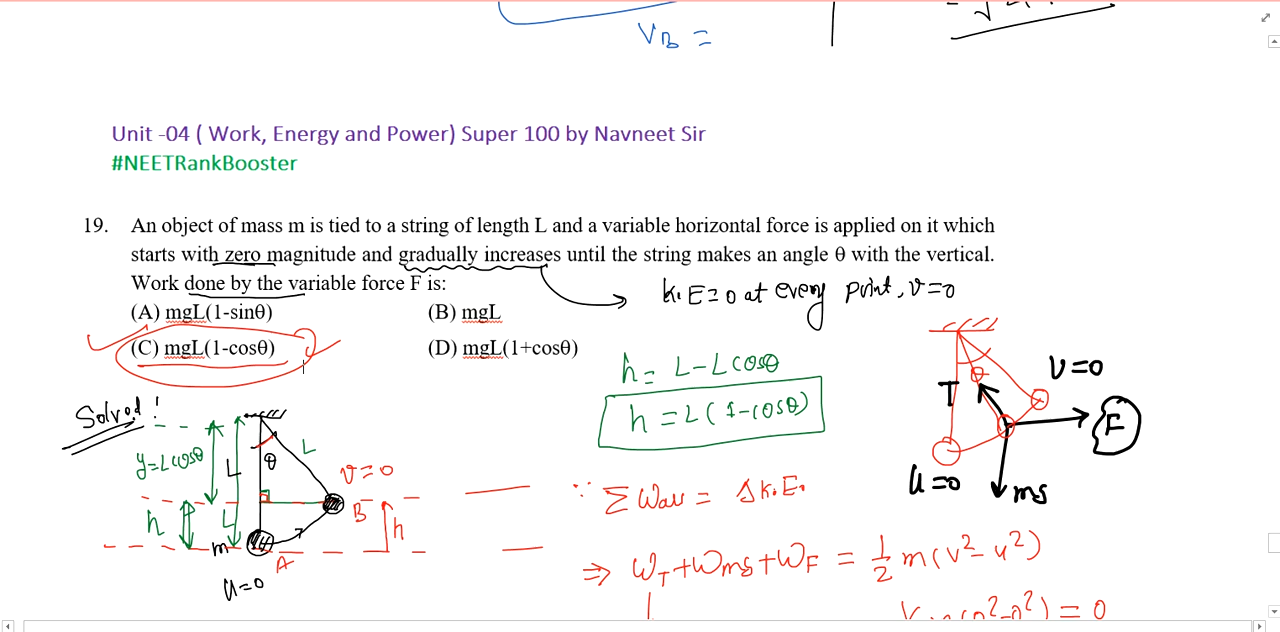 V_B =
Unit -04 ( Work, Energy and Power) Super 100 by Navneet Sir
#NEETRankBooster
19. An object of mass m is tied to a string of length L and a variable horizontal force is applied on it which
starts with zero magnitude and gradually increases until the string makes an angle θ with the vertical.
Work done by the variable force F is:
K.E=0 at every point, v=0
(A) mgL(1-sinθ) (B) mgL
(C) mgL(1-cosθ) (D) mgL(1+cosθ)
h = L-Lcosθ
h = L(1-cosθ)
Solved!
y=Lcosθ
L
L
θ
v=0
h
L
B
h
m
A
u=0
θ
v=0
T
F
u=0
mg
∵ ΣWall = ΔK.E.
⇒ W_T+W_mg+W_F = 1/2 m(v²-u²)
= 0